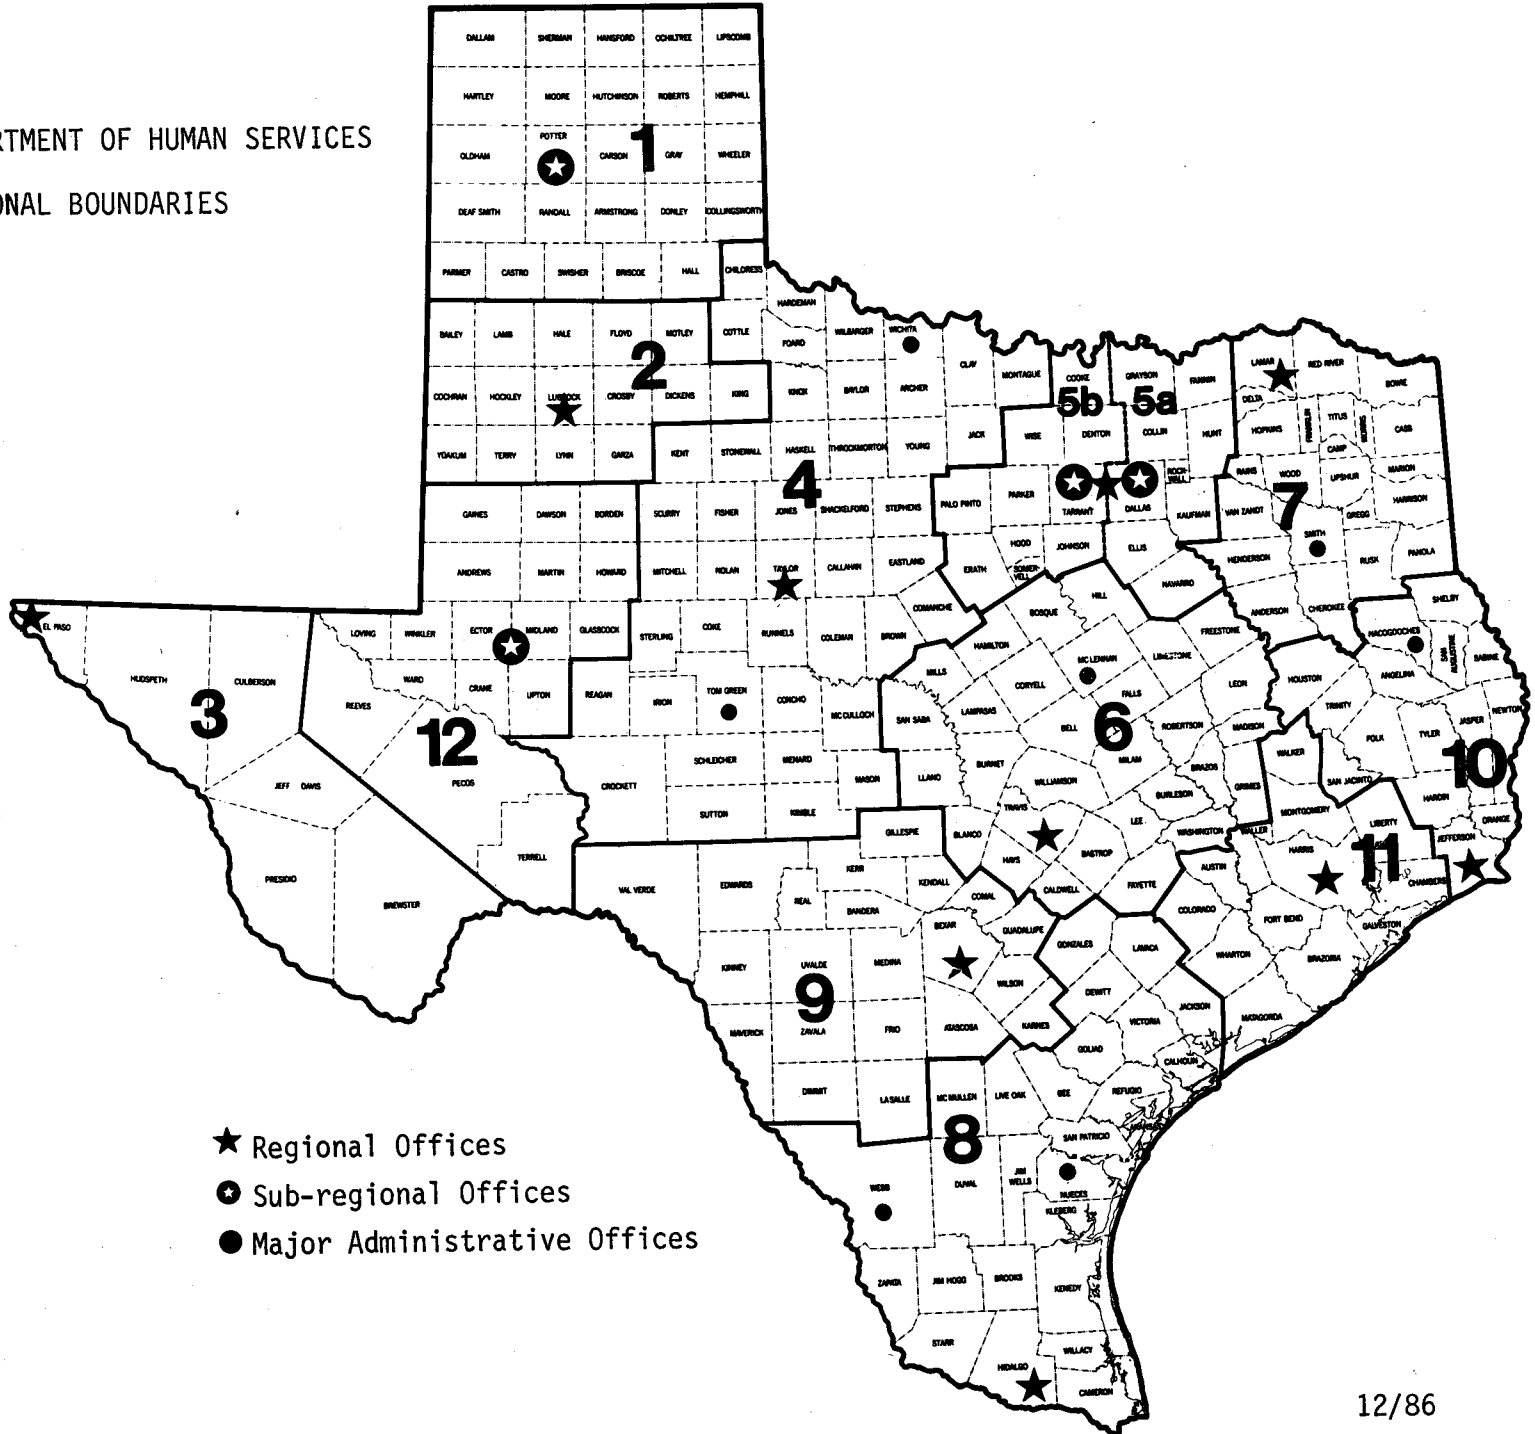 RTMENT OF HUMAN SERVICES
ONAL BOUNDARIES
DALLAM SHERMAN HANSFORD OCHILTREE LIPSCOMB
HARTLEY MOORE HUTCHINSON ROBERTS HEMPHILL
POTTER
OLDHAM CARSON 1 GRAY WHEELER
DEAF SMITH RANDALL ARMSTRONG DONLEY COLLINGSWORTH
PARMER CASTRO SWISHER BRISCOE HALL CHILDRESS
HARDEMAN
BAILEY LAMB HALE FLOYD MOTLEY COTTLE FOARD WILBARGER WICHITA
2
CLAY MONTAGUE COOKE GRAYSON FANNIN LAMAR RED RIVER BOWIE
COCHRAN HOCKLEY LUBBOCK CROSBY DICKENS KING KNOX BAYLOR ARCHER
5b 5a DELTA
YOAKUM TERRY LYNN GARZA KENT STONEWALL HASKELL THROCKMORTON YOUNG JACK WISE DENTON COLLIN HUNT HOPKINS FRANKLIN TITUS MORRIS CASS
CAMP
4 ROCK-
WALL RAINS WOOD UPSHUR MARION
7
GAINES DAWSON BORDEN SCURRY FISHER JONES SHACKELFORD STEPHENS PALO PINTO PARKER TARRANT DALLAS KAUFMAN VAN ZANDT GREGG HARRISON
SMITH
ANDREWS MARTIN HOWARD MITCHELL NOLAN TAYLOR CALLAHAN EASTLAND ERATH HOOD JOHNSON ELLIS HENDERSON RUSK PANOLA
SOMER-
VELL NAVARRO
COMANCHE BOSQUE HILL ANDERSON CHEROKEE SHELBY
EL PASO LOVING WINKLER ECTOR MIDLAND GLASSCOCK STERLING COKE RUNNELS COLEMAN BROWN HAMILTON FREESTONE NACOGDOCHES
HUDSPETH CULBERSON WARD CRANE UPTON REAGAN IRION TOM GREEN CONCHO MC CULLOCH MILLS CORYELL MC LENNAN LIMESTONE SAN AUGUSTINE SABINE
3 REEVES SAN SABA LAMPASAS FALLS LEON HOUSTON ANGELINA
12 BELL 6 ROBERTSON MADISON TRINITY POLK TYLER JASPER NEWTON
10
JEFF DAVIS PECOS CROCKETT SCHLEICHER MENARD MASON LLANO BURNET WILLIAMSON MILAM BRAZOS GRIMES WALKER SAN JACINTO HARDIN
SUTTON KIMBLE TRAVIS BURLESON MONTGOMERY LIBERTY ORANGE
TERRELL GILLESPIE BLANCO LEE WASHINGTON WALLER JEFFERSON
PRESIDIO BREWSTER VAL VERDE EDWARDS KERR KENDALL HAYS BASTROP AUSTIN HARRIS 11 CHAMBERS
REAL BANDERA COMAL CALDWELL FAYETTE COLORADO FORT BEND GALVESTON
BEXAR GUADALUPE GONZALES LAVACA WHARTON BRAZORIA
KINNEY UVALDE MEDINA WILSON DEWITT JACKSON MATAGORDA
9
MAVERICK ZAVALA FRIO ATASCOSA KARNES VICTORIA
GOLIAD CALHOUN
DIMMIT LA SALLE MC MULLEN LIVE OAK BEE REFUGIO
8
SAN PATRICIO
Regional Offices
WEBB DUVAL JIM WELLS NUECES
Sub-regional Offices
KLEBERG
Major Administrative Offices
ZAPATA JIM HOGG BROOKS KENEDY
STARR HIDALGO WILLACY
CAMERON
12/86